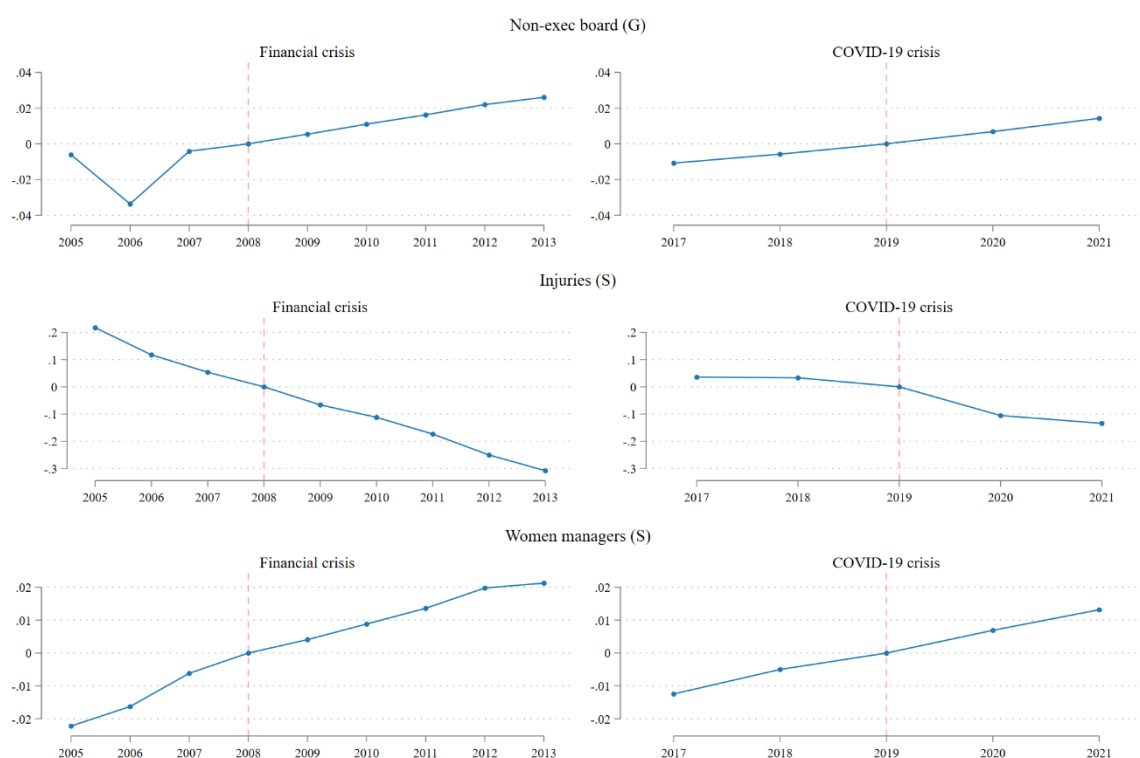 Non-exec board (G)
Financial crisis
COVID-19 crisis
.04
.02
0
-.02
-.04
2005 2006 2007 2008 2009 2010 2011 2012 2013
.04
.02
0
-.02
-.04
2017 2018 2019 2020 2021
Injuries (S)
Financial crisis
COVID-19 crisis
.2
.1
0
-.1
-.2
-.3
2005 2006 2007 2008 2009 2010 2011 2012 2013
.2
.1
0
-.1
-.2
-.3
2017 2018 2019 2020 2021
Women managers (S)
Financial crisis
COVID-19 crisis
.02
.01
0
-.01
-.02
2005 2006 2007 2008 2009 2010 2011 2012 2013
.02
.01
0
-.01
-.02
2017 2018 2019 2020 2021